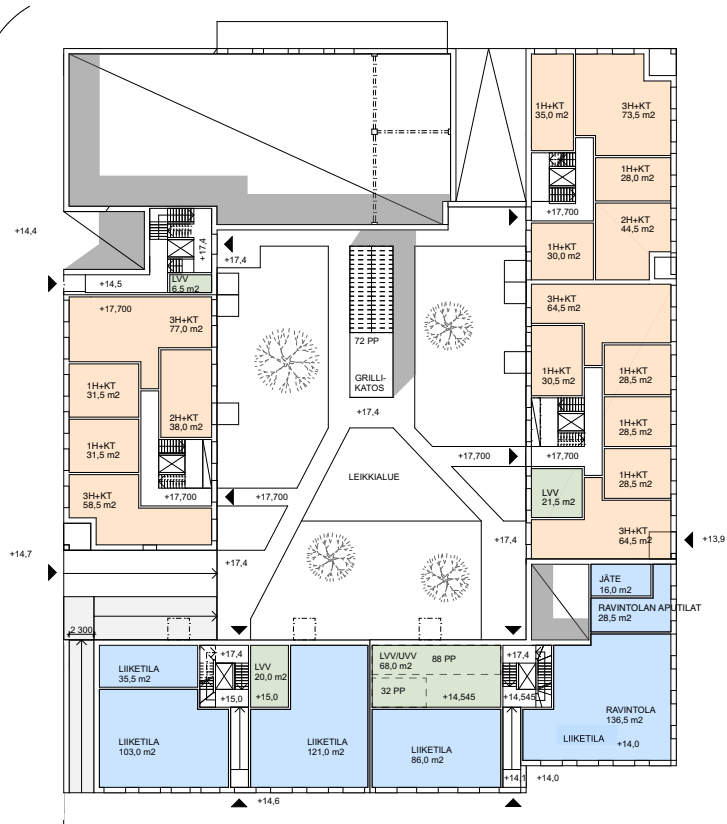 1H+KT
35,0 m2
3H+KT
73,5 m2
1H+KT
28,0 m2
+17,700
2H+KT
44,5 m2
1H+KT
30,0 m2
+14,4
+17,4
+17,4
+14,5
LVV
6,5 m2
+17,700
3H+KT
77,0 m2
3H+KT
64,5 m2
72 PP
GRILLI-
KATOS
+17,4
1H+KT
31,5 m2
2H+KT
38,0 m2
1H+KT
30,5 m2
1H+KT
28,5 m2
1H+KT
28,5 m2
1H+KT
31,5 m2
+17,700
+17,700
LEIKKIALUE
1H+KT
28,5 m2
3H+KT
58,5 m2
+17,700
+17,700
LVV
21,5 m2
3H+KT
64,5 m2
+17,4
+13,9
+14,7
+17,4
JÄTE
16,0 m2
RAVINTOLAN APUTILAT
28,5 m2
2 300
LIIKETILA
35,5 m2
+17,4
+15,0
LVV
20,0 m2
+15,0
LVV/UVV
68,0 m2
88 PP
32 PP
+14,545
+17,4
+14,545
RAVINTOLA
136,5 m2
LIIKETILA
+14,0
LIIKETILA
103,0 m2
LIIKETILA
121,0 m2
LIIKETILA
86,0 m2
+14,1
+14,0
+14,6